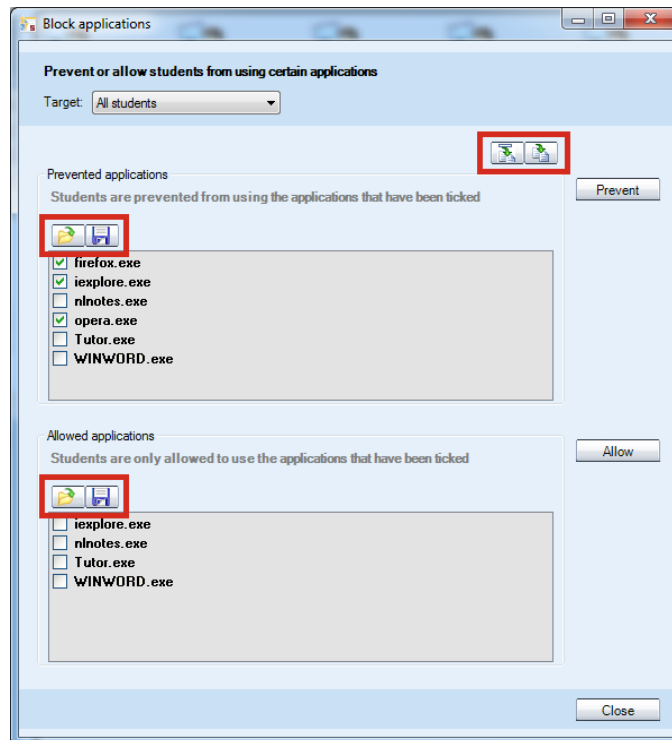 Block applications
Prevent or allow students from using certain applications
Target: All students
Prevented applications
Students are prevented from using the applications that have been ticked
Prevent
firefox.exe
iexplore.exe
nlnotes.exe
opera.exe
Tutor.exe
WINWORD.exe
Allowed applications
Students are only allowed to use the applications that have been ticked
Allow
iexplore.exe
nlnotes.exe
Tutor.exe
WINWORD.exe
Close